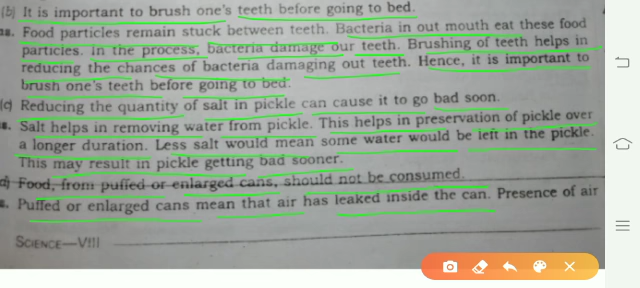 (b) It is important to brush one's teeth before going to bed.
Food particles remain stuck between teeth. Bacteria in out mouth eat these food
particles. In the process, bacteria damage our teeth. Brushing of teeth helps in
reducing the chances of bacteria damaging out teeth. Hence, it is important to
brush one's teeth before going to bed.
(c) Reducing the quantity of salt in pickle can cause it to go bad soon.
Salt helps in removing water from pickle. This helps in preservation of pickle over
a longer duration. Less salt would mean some water would be left in the pickle.
This may result in pickle getting bad sooner.
d) Food, from puffed or enlarged cans, should not be consumed.
Puffed or enlarged cans mean that air has leaked inside the can. Presence of air
SCIENCE—VIII